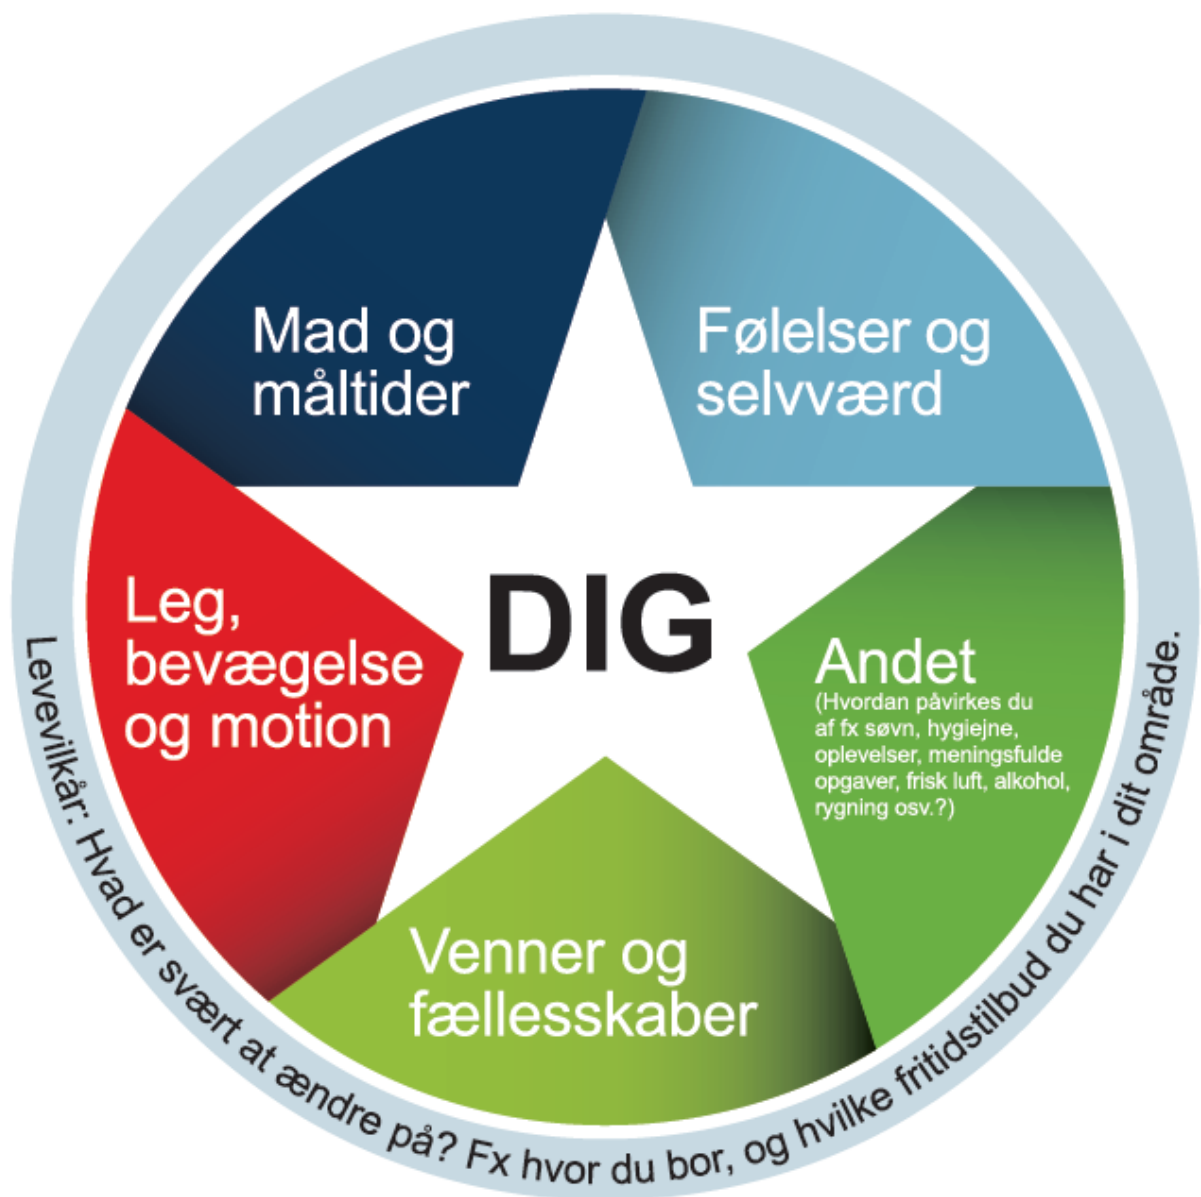 Mad og
måltider
Følelser og
selvværd
Leg,
bevægelse
og motion
DIG
Andet
(Hvordan påvirkes du
af fx søvn, hygiejne,
oplevelser, meningsfulde
opgaver, frisk luft, alkohol,
rygning osv.?)
Venner og
fællesskaber
Levevilkår: Hvad er svært at ændre på? Fx hvor du bor, og hvilke fritidstilbud du har i dit område.